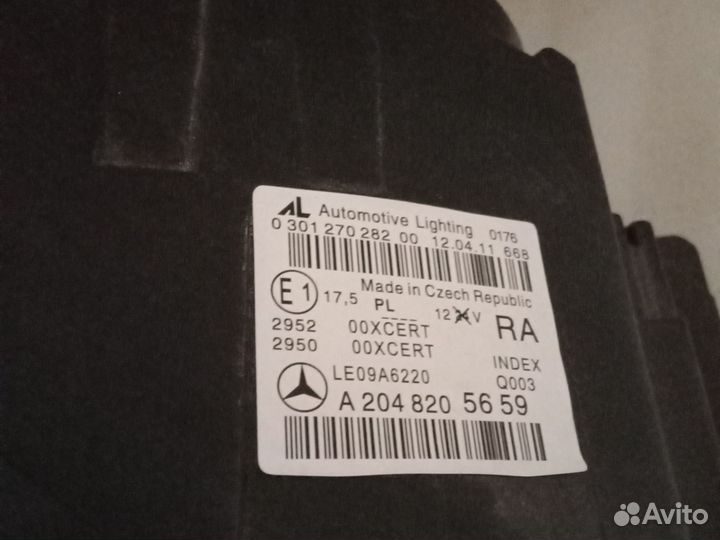 AL Automotive Lighting 0176
0 301 270 282 00 12.04.11 668
Made in Czech Republic
E1 17,5 PL 12 V RA
2952 00XCERT
2950 00XCERT
LE09A6220 INDEX Q003
A 204 820 56 59
Avito